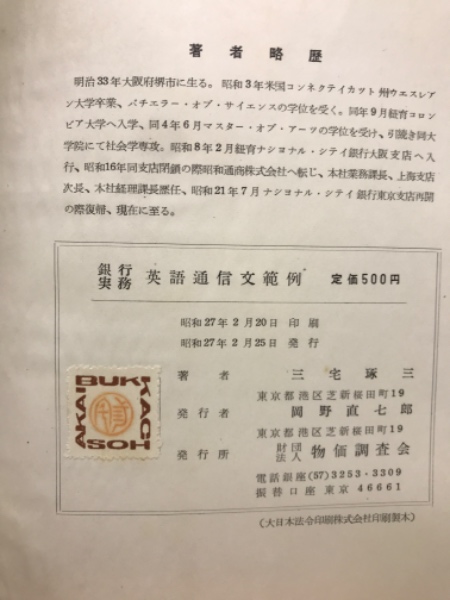 著者略歴
明治33年大阪府堺市に生る。昭和3年米国コンネクテイカツト州ウエスレア
ン大学卒業、バチエラー・オブ・サイエンスの学位を受く。同年9月紐育コロン
ビア大学へ入学、同4年6月マスター・オブ・アーツの学位を受け、引続き同大
学院にて社会学専攻。昭和8年2月紐育ナシヨナル・シテイ銀行大阪支店へ入
行、昭和16年同支店閉鎖の際昭和通商株式会社へ転じ、本社業務課長、上海支店
次長、本社経理課長歴任、昭和21年7月ナシヨナル・シテイ銀行東京支店再開
の際復帰、現在に至る。
銀行実務 英語通信文範例 定価500円
昭和27年2月20日 印刷
昭和27年2月25日 発行
著者 三宅琢三
東京都港区芝新桜田町19
発行者 岡野直七郎
東京都港区芝新桜田町19
発行所 財団法人 物価調査会
電話銀座(57)3253・3309
振替口座東京 46661
BUK
KACH
OSH
AKAI
(大日本法令印刷株式会社印刷製本)